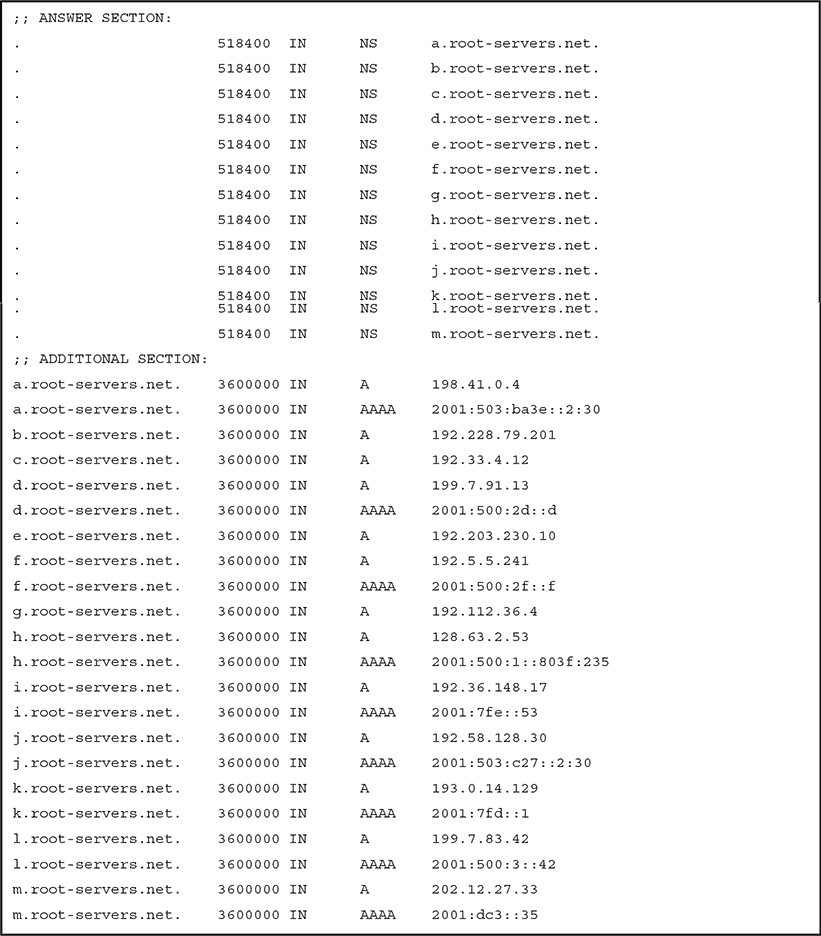 ;; ANSWER SECTION:
. 518400 IN NS a.root-servers.net.
. 518400 IN NS b.root-servers.net.
. 518400 IN NS c.root-servers.net.
. 518400 IN NS d.root-servers.net.
. 518400 IN NS e.root-servers.net.
. 518400 IN NS f.root-servers.net.
. 518400 IN NS g.root-servers.net.
. 518400 IN NS h.root-servers.net.
. 518400 IN NS i.root-servers.net.
. 518400 IN NS j.root-servers.net.
. 518400 IN NS k.root-servers.net.
. 518400 IN NS l.root-servers.net.
. 518400 IN NS m.root-servers.net.
;; ADDITIONAL SECTION:
a.root-servers.net. 3600000 IN A 198.41.0.4
a.root-servers.net. 3600000 IN AAAA 2001:503:ba3e::2:30
b.root-servers.net. 3600000 IN A 192.228.79.201
c.root-servers.net. 3600000 IN A 192.33.4.12
d.root-servers.net. 3600000 IN A 199.7.91.13
d.root-servers.net. 3600000 IN AAAA 2001:500:2d::d
e.root-servers.net. 3600000 IN A 192.203.230.10
f.root-servers.net. 3600000 IN A 192.5.5.241
f.root-servers.net. 3600000 IN AAAA 2001:500:2f::f
g.root-servers.net. 3600000 IN A 192.112.36.4
h.root-servers.net. 3600000 IN A 128.63.2.53
h.root-servers.net. 3600000 IN AAAA 2001:500:1::803f:235
i.root-servers.net. 3600000 IN A 192.36.148.17
i.root-servers.net. 3600000 IN AAAA 2001:7fe::53
j.root-servers.net. 3600000 IN A 192.58.128.30
j.root-servers.net. 3600000 IN AAAA 2001:503:c27::2:30
k.root-servers.net. 3600000 IN A 193.0.14.129
k.root-servers.net. 3600000 IN AAAA 2001:7fd::1
l.root-servers.net. 3600000 IN A 199.7.83.42
l.root-servers.net. 3600000 IN AAAA 2001:500:3::42
m.root-servers.net. 3600000 IN A 202.12.27.33
m.root-servers.net. 3600000 IN AAAA 2001:dc3::35